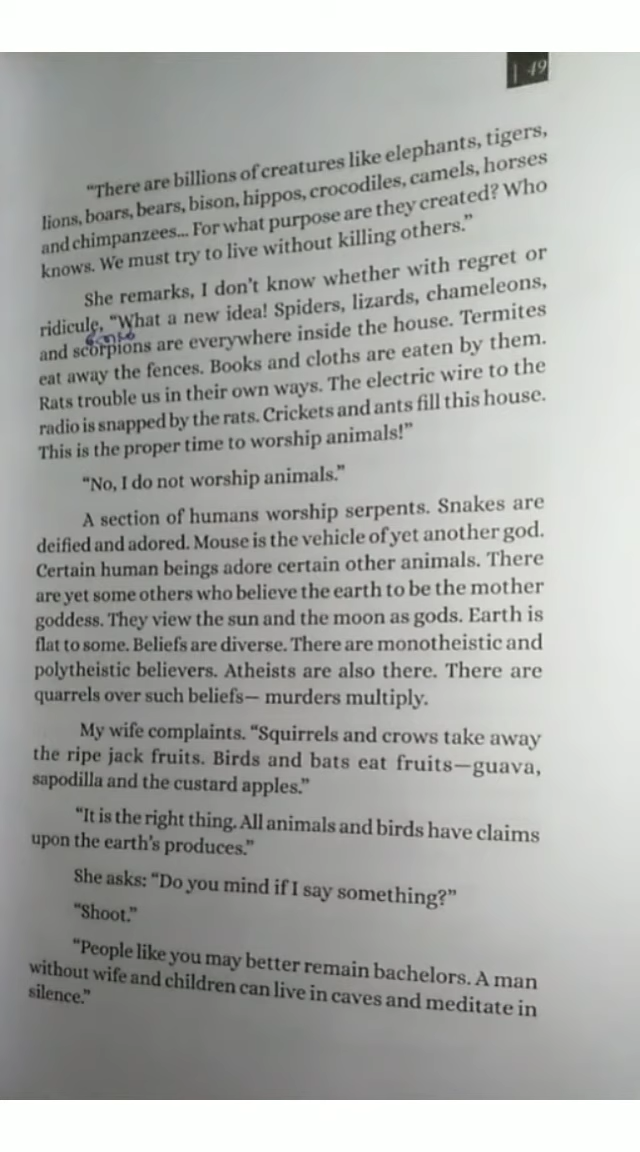 | 49
"There are billions of creatures like elephants, tigers,
lions, boars, bears, bison, hippos, crocodiles, camels, horses
and chimpanzees... For what purpose are they created? Who
knows. We must try to live without killing others."
She remarks, I don't know whether with regret or
ridicule, "What a new idea! Spiders, lizards, chameleons,
and scorpions are everywhere inside the house. Termites
eat away the fences. Books and cloths are eaten by them.
Rats trouble us in their own ways. The electric wire to the
radio is snapped by the rats. Crickets and ants fill this house.
This is the proper time to worship animals!"
"No, I do not worship animals."
A section of humans worship serpents. Snakes are
deified and adored. Mouse is the vehicle of yet another god.
Certain human beings adore certain other animals. There
are yet some others who believe the earth to be the mother
goddess. They view the sun and the moon as gods. Earth is
flat to some. Beliefs are diverse. There are monotheistic and
polytheistic believers. Atheists are also there. There are
quarrels over such beliefs— murders multiply.
My wife complaints. "Squirrels and crows take away
the ripe jack fruits. Birds and bats eat fruits—guava,
sapodilla and the custard apples."
"It is the right thing. All animals and birds have claims
upon the earth's produces."
She asks: "Do you mind if I say something?"
"Shoot."
"People like you may better remain bachelors. A man
without wife and children can live in caves and meditate in
silence."